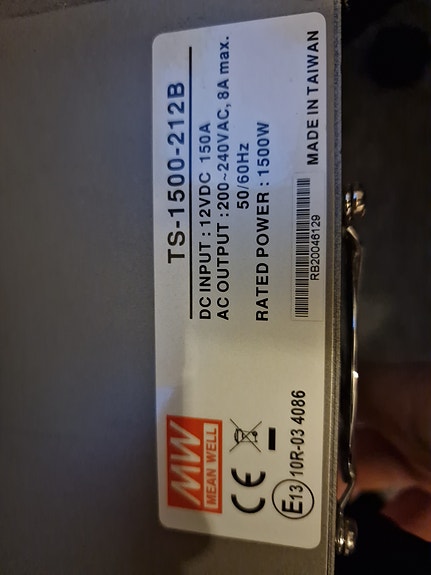 TS-1500-212B
DC INPUT : 12VDC 150A
AC OUTPUT : 200~240VAC, 8A max.
50/60Hz
RATED POWER : 1500W
RB20046129
MADE IN TAIWAN
MW
MEAN WELL
CE
E13 10R-03 4086